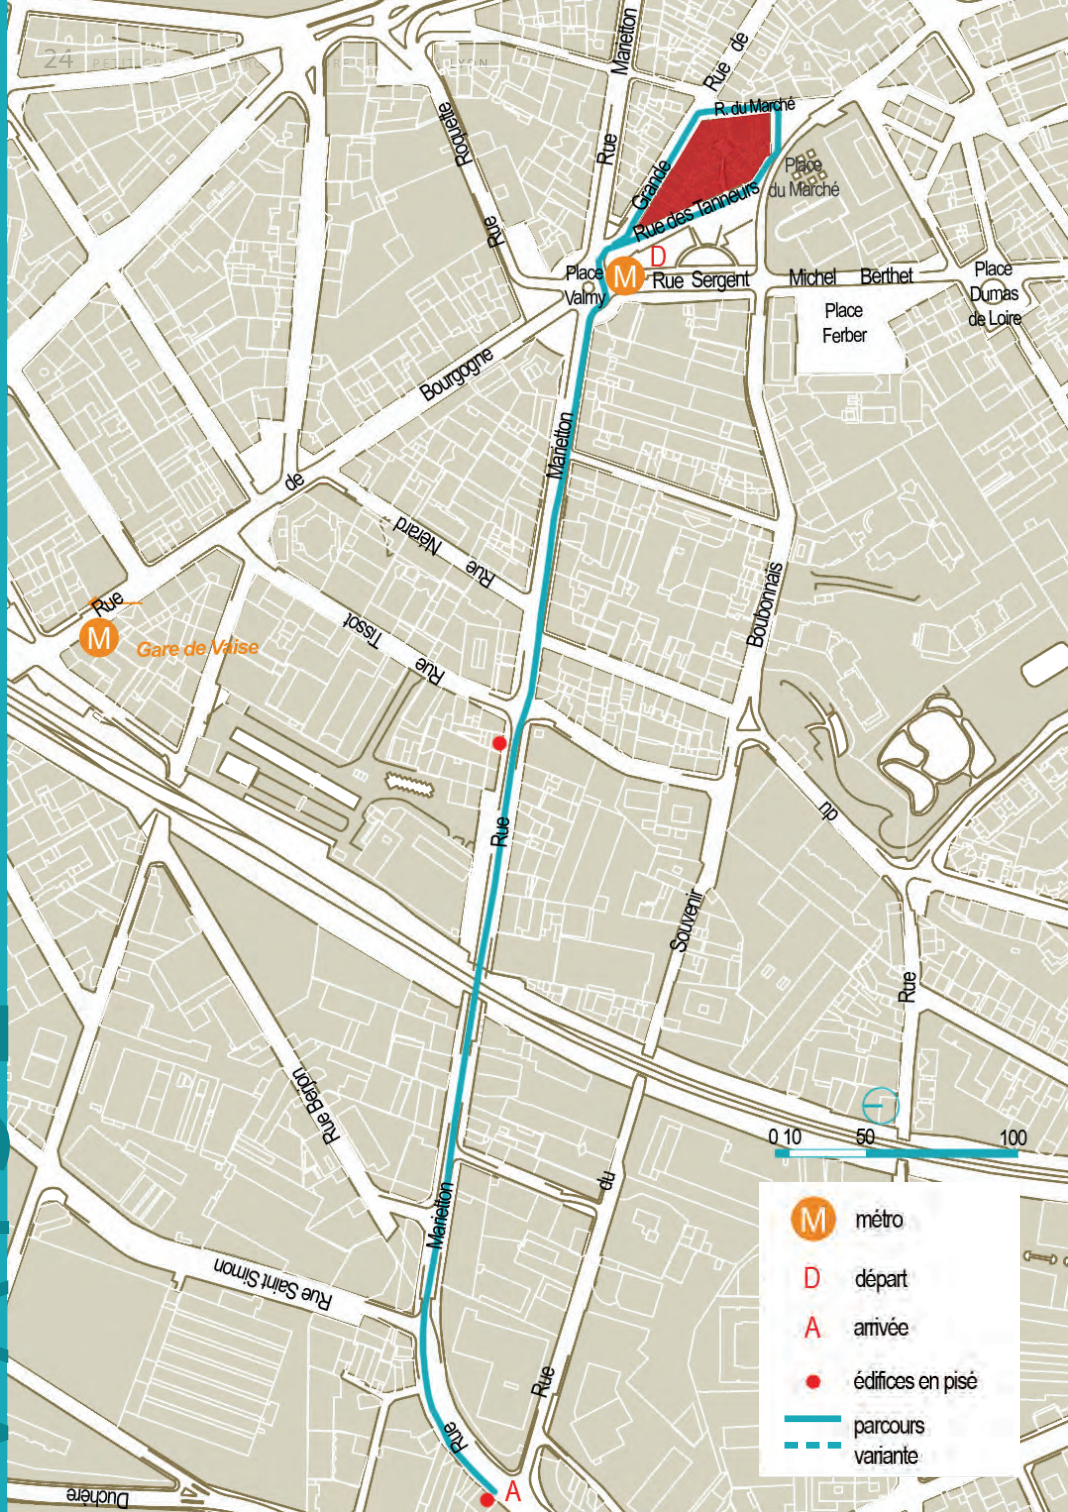 24
Marietton
Rue
Rue de
R. du Marché
Grande
Rue des Tanneurs
Place
du Marché
Roquette
Rue
D
Place
Valmy
M
Rue Sergent
Michel Berthet
Place
Dumas
de Loire
Place
Ferber
Bourgogne
de
Rue
Marietton
Nérard
Rue
Tissot
Rue
M
Gare de Vaise
Boubonnais
du
Rue
Rue
Souvenir
du
Rue
Rue Berjon
Marietton
Rue
Rue Saint Simon
A
Duchère
0 10 50 100
M métro
D départ
A arrivée
édifices en pisé
parcours
variante